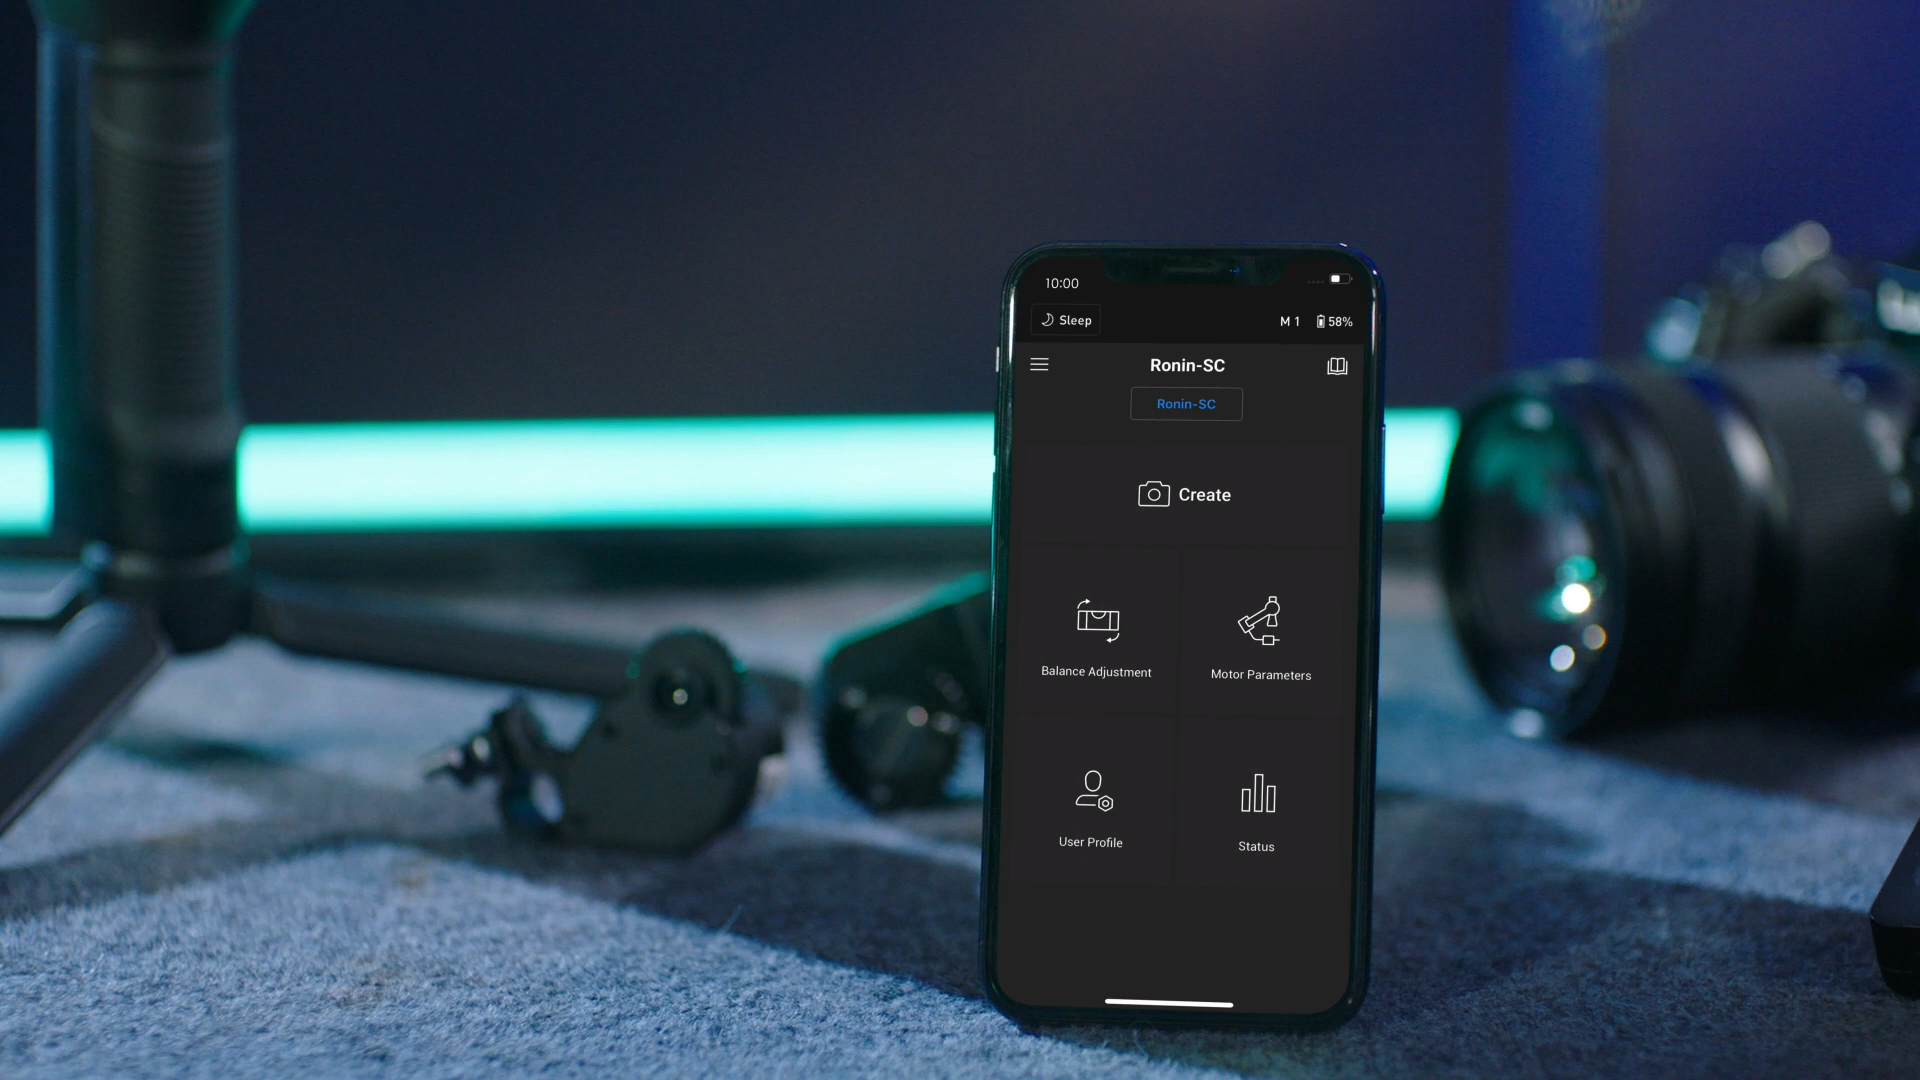 10:00
Sleep
M 1 58%
Ronin-SC
Ronin-SC
Create
Balance Adjustment
Motor Parameters
User Profile
Status